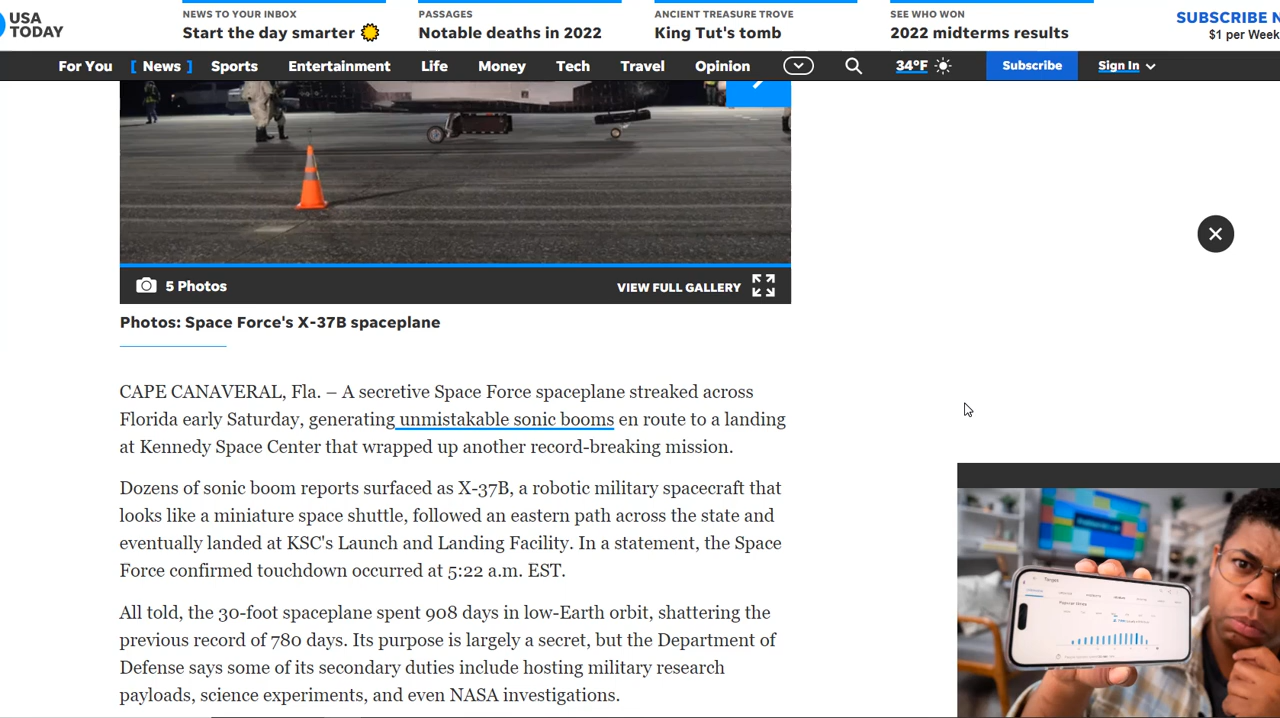 USA
TODAY
NEWS TO YOUR INBOX
Start the day smarter
PASSAGES
Notable deaths in 2022
ANCIENT TREASURE TROVE
King Tut's tomb
SEE WHO WON
2022 midterms results
SUBSCRIBE N
$1 per Week
For You [ News ] Sports Entertainment Life Money Tech Travel Opinion 34°F Subscribe Sign In
5 Photos VIEW FULL GALLERY
Photos: Space Force's X-37B spaceplane
CAPE CANAVERAL, Fla. – A secretive Space Force spaceplane streaked across
Florida early Saturday, generating unmistakable sonic booms en route to a landing
at Kennedy Space Center that wrapped up another record-breaking mission.
Dozens of sonic boom reports surfaced as X-37B, a robotic military spacecraft that
looks like a miniature space shuttle, followed an eastern path across the state and
eventually landed at KSC's Launch and Landing Facility. In a statement, the Space
Force confirmed touchdown occurred at 5:22 a.m. EST.
All told, the 30-foot spaceplane spent 908 days in low-Earth orbit, shattering the
previous record of 780 days. Its purpose is largely a secret, but the Department of
Defense says some of its secondary duties include hosting military research
payloads, science experiments, and even NASA investigations.
Target